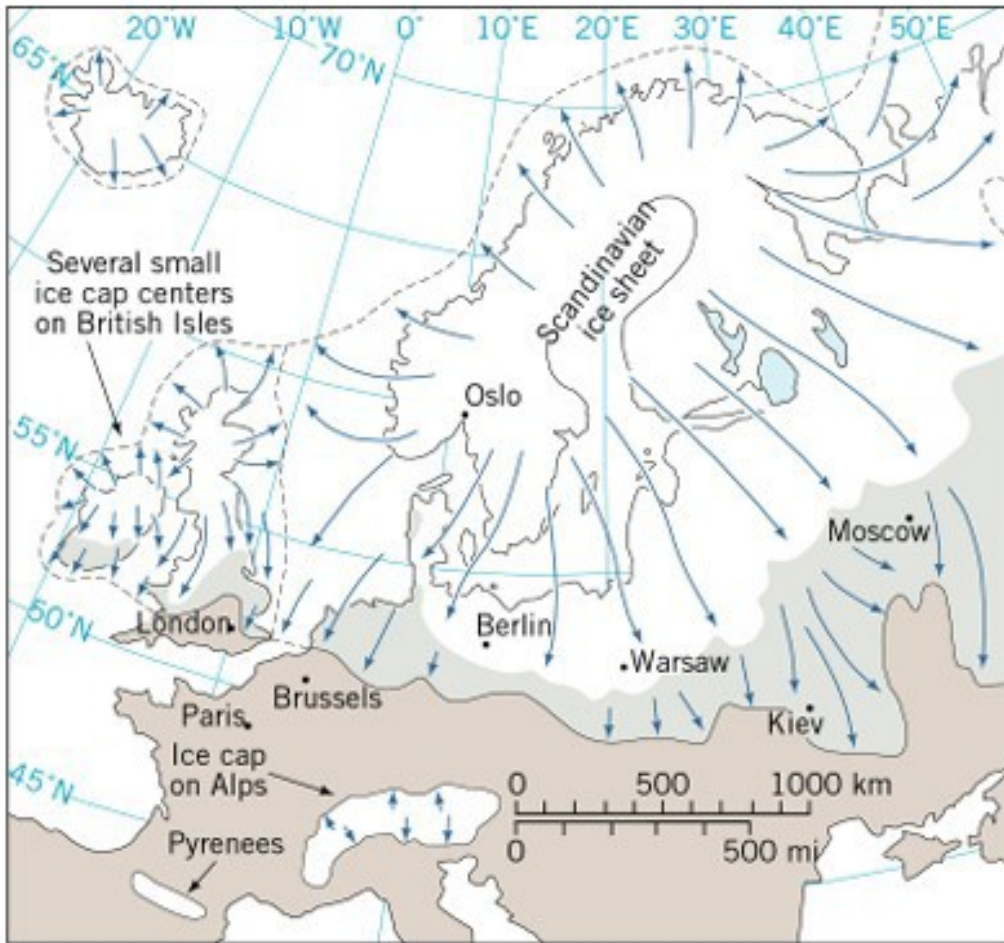 20°W
10°W
0°
10°E
20°E
30°E
40°E
50°E
65°N
70°N
Several small
ice cap centers
on British Isles
Scandinavian
ice sheet
Oslo
55°N
Moscow
50°N
London
Berlin
Warsaw
Brussels
Paris
Kiev
45°N
Ice cap
on Alps
0 500 1000 km
0 500 mi
Pyrenees